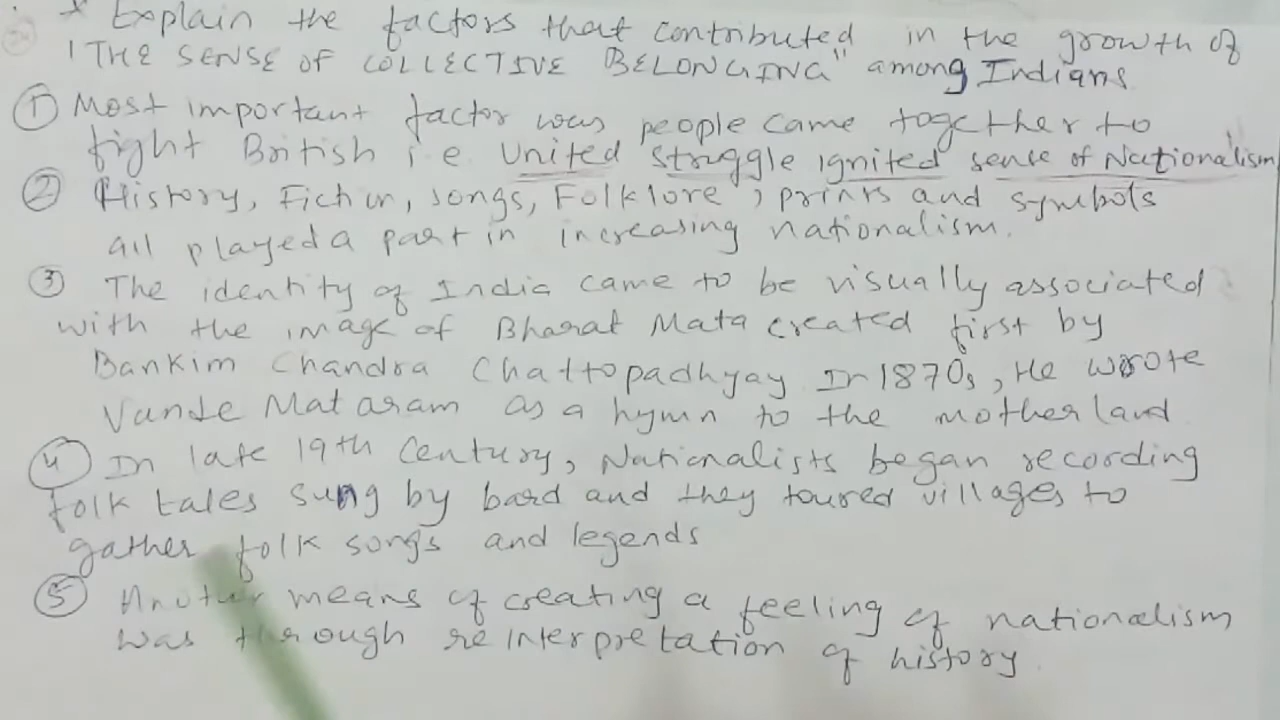 * Explain the factors that contributed in the growth of
"THE SENSE OF COLLECTIVE BELONGING" among Indians
① Most important factor was people came together to
fight British i.e United struggle ignited sense of Nationalism
② History, Fiction, songs, Folklore, prints and symbols
all played a part in increasing nationalism.
③ The identity of India came to be visually associated
with the image of Bharat Mata created first by
Bankim Chandra Chattopadhyay In 1870s, He wrote
Vande Mataram as a hymn to the motherland
④ In late 19th Century, Nationalists began recording
folk tales sung by bard and they toured villages to
gather folk songs and legends
⑤ Another means of creating a feeling of nationalism
was through reinterpretation of history.